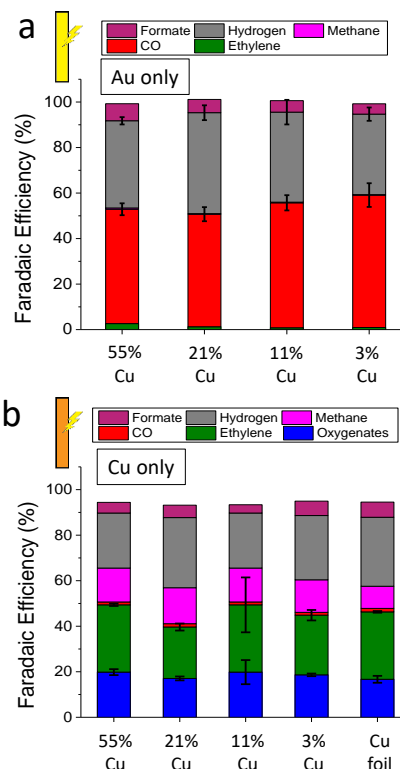 a
Formate Hydrogen Methane
CO Ethylene
Au only
Faradaic Efficiency (%)
100
80
60
40
20
0
55% 21% 11% 3%
Cu Cu Cu Cu
b
Formate Hydrogen Methane
CO Ethylene Oxygenates
Cu only
Faradaic Efficiency (%)
100
80
60
40
20
0
55% 21% 11% 3% Cu
Cu Cu Cu Cu foil